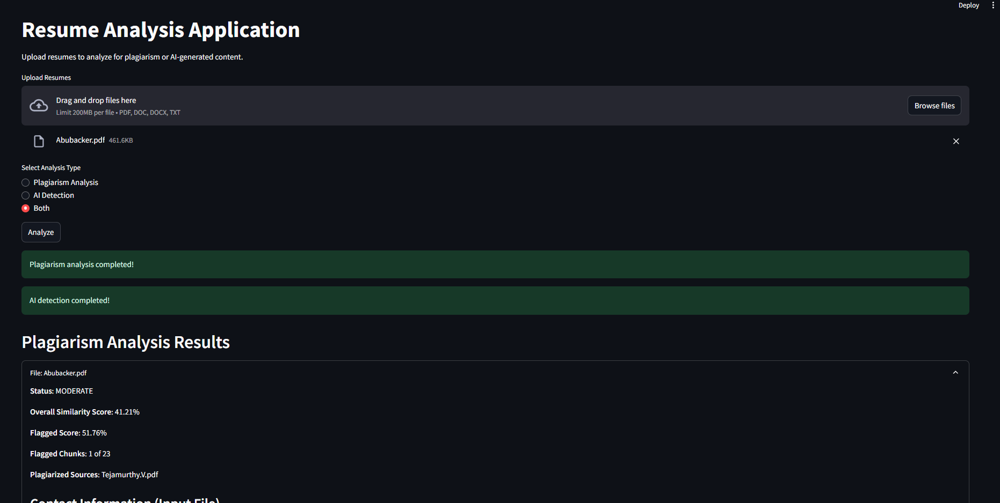 Deploy
Resume Analysis Application
Upload resumes to analyze for plagiarism or AI-generated content.
Upload Resumes
Drag and drop files here
Limit 200MB per file • PDF, DOC, DOCX, TXT
Browse files
Abubacker.pdf 461.6KB
Select Analysis Type
Plagiarism Analysis
AI Detection
Both
Analyze
Plagiarism analysis completed!
AI detection completed!
Plagiarism Analysis Results
File: Abubacker.pdf
Status: MODERATE
Overall Similarity Score: 41.21%
Flagged Score: 51.76%
Flagged Chunks: 1 of 23
Plagiarized Sources: Tejamurthy.V.pdf
Contact Information (Input File)